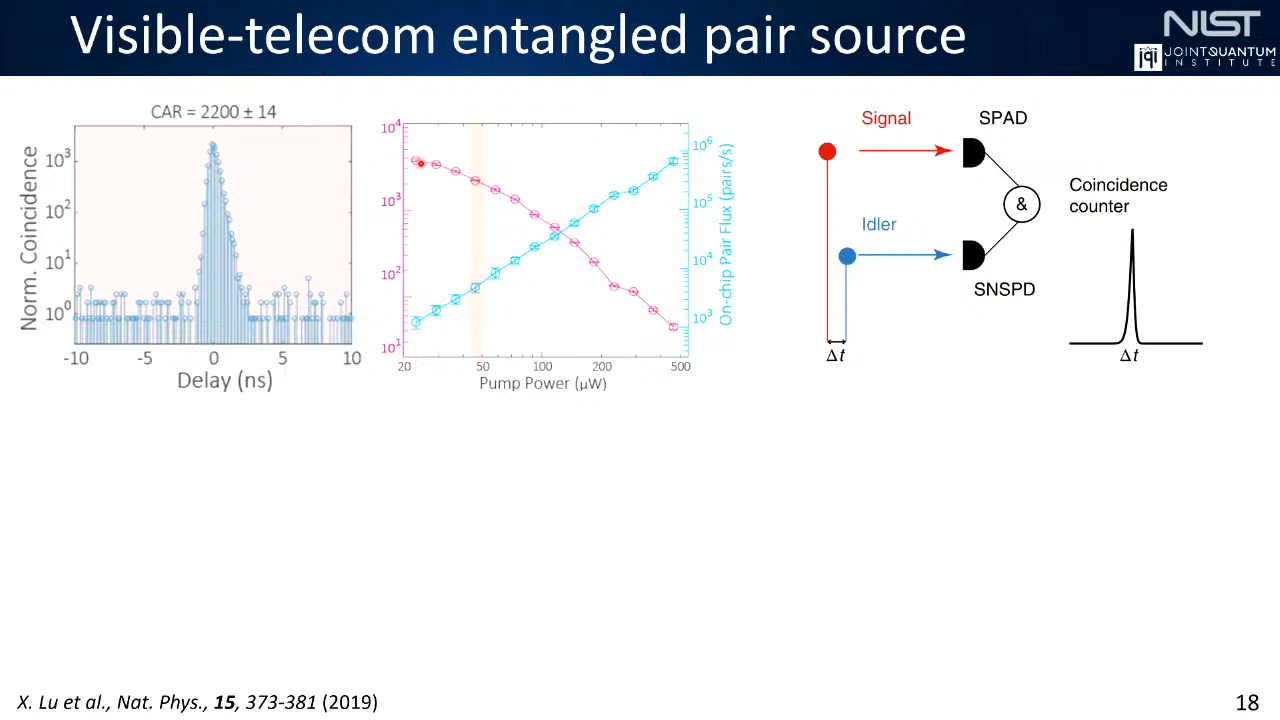 Visible-telecom entangled pair source
NIST
jqi JOINT QUANTUM
INSTITUTE
CAR = 2200 ± 14
Norm. Coincidence
10³
10²
10¹
10⁰
-10 -5 0 5 10
Delay (ns)
10⁴
10³
10²
10¹
20 50 100 200 500
Pump Power (μW)
10⁶
10⁵
10⁴
10³
On-chip Pair Flux (pairs/s)
Signal
SPAD
&
Idler
SNSPD
Δt
Coincidence
counter
Δt
X. Lu et al., Nat. Phys., 15, 373-381 (2019)
18